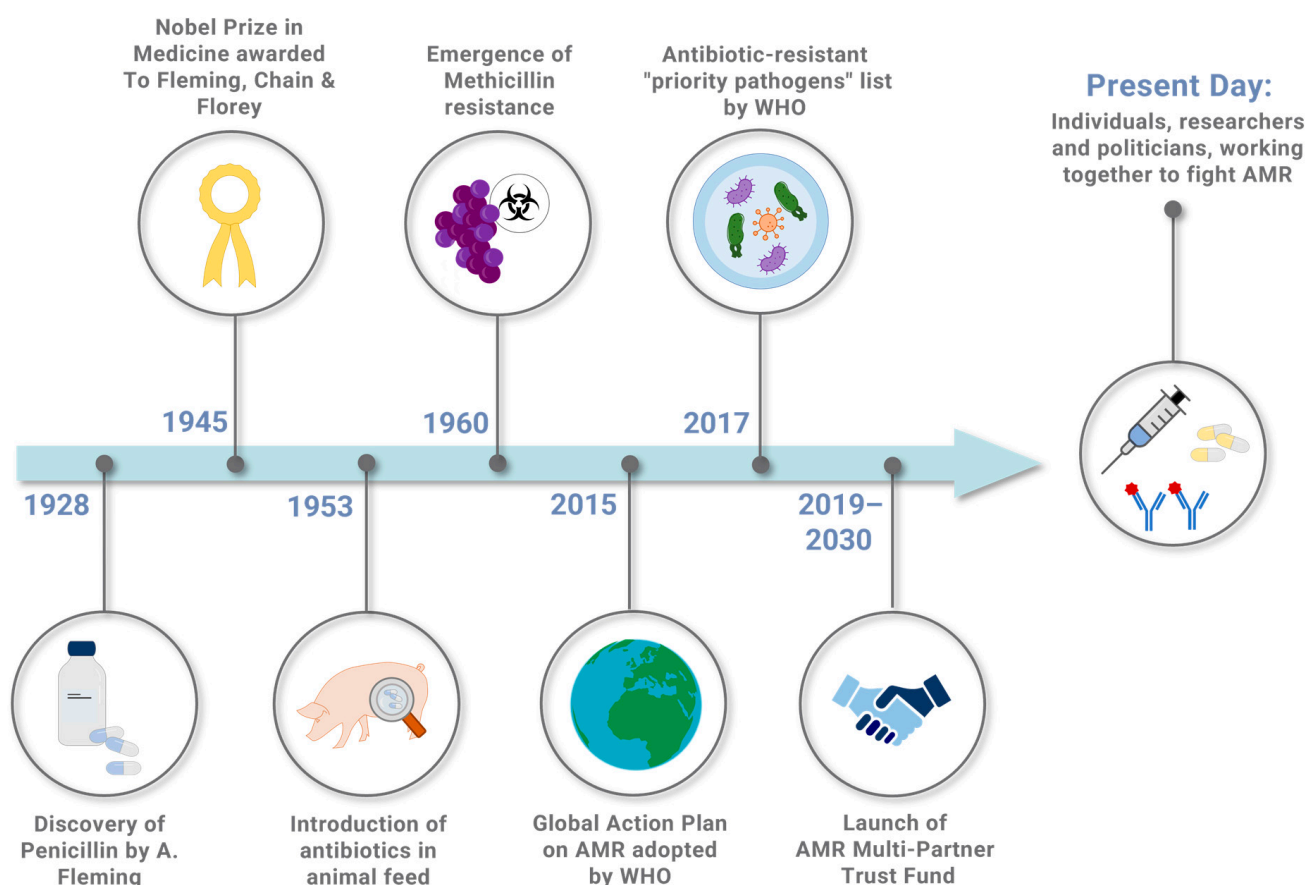 Nobel Prize in
Medicine awarded
To Fleming, Chain &
Florey
Emergence of
Methicillin
resistance
Antibiotic-resistant
"priority pathogens" list
by WHO
Present Day:
Individuals, researchers
and politicians, working
together to fight AMR
1945
1960
2017
1928
1953
2015
2019–
2030
Discovery of
Penicillin by A.
Fleming
Introduction of
antibiotics in
animal feed
Global Action Plan
on AMR adopted
by WHO
Launch of
AMR Multi-Partner
Trust Fund